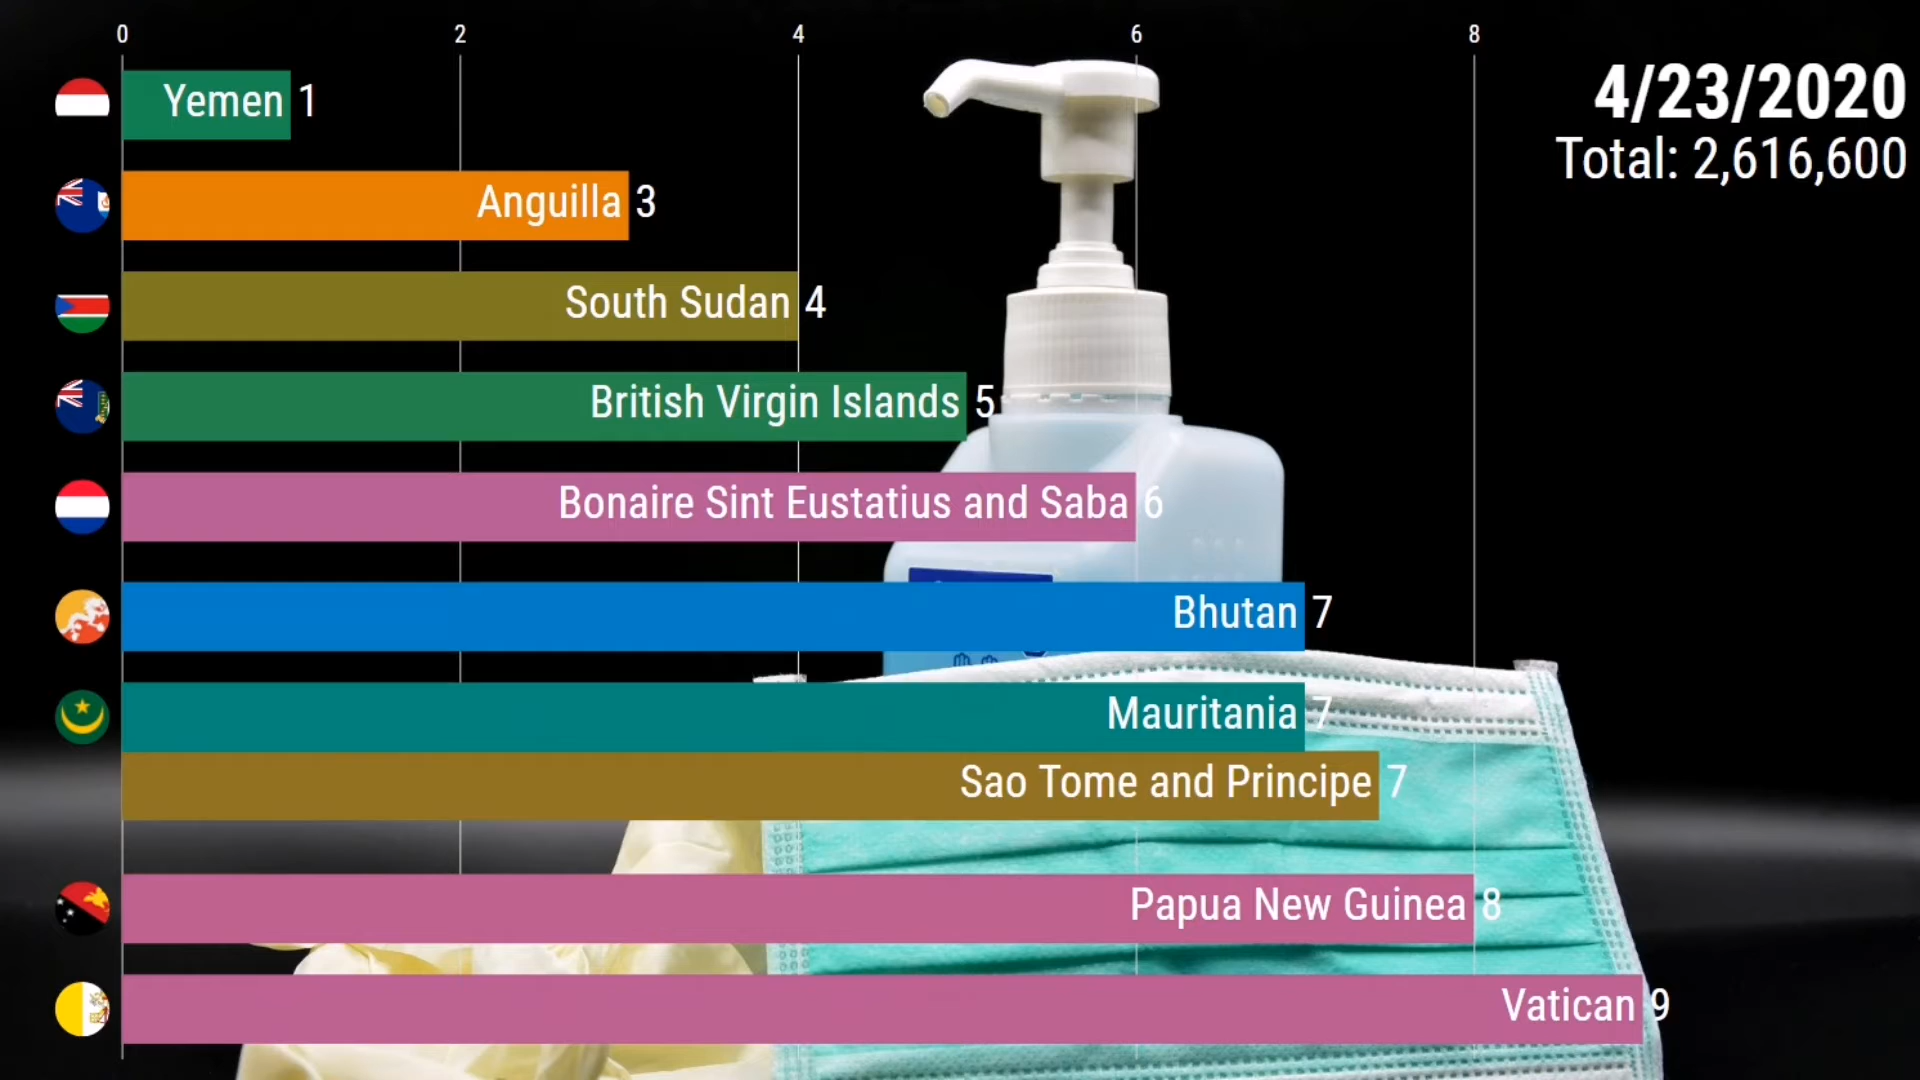 0 2 4 6 8
4/23/2020
Total: 2,616,600
Yemen 1
Anguilla 3
South Sudan 4
British Virgin Islands 5
Bonaire Sint Eustatius and Saba 6
Bhutan 7
Mauritania 7
Sao Tome and Principe 7
Papua New Guinea 8
Vatican 9